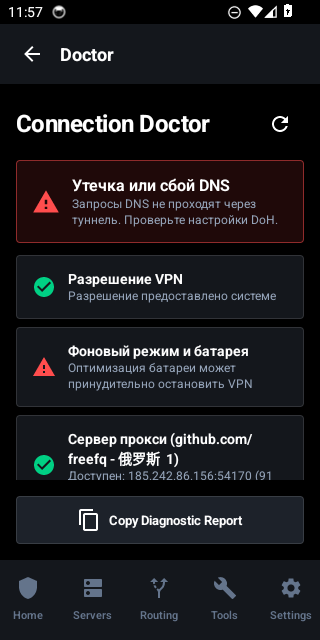 11:57
Doctor
Connection Doctor
Утечка или сбой DNS
Запросы DNS не проходят через
туннель. Проверьте настройки DoH.
Разрешение VPN
Разрешение предоставлено системе
Фоновый режим и батарея
Оптимизация батареи может
принудительно остановить VPN
Сервер прокси (github.com/
freefq - 俄罗斯 1)
Доступен: 185.242.86.156:54170 (91
Copy Diagnostic Report
Home Servers Routing Tools Settings